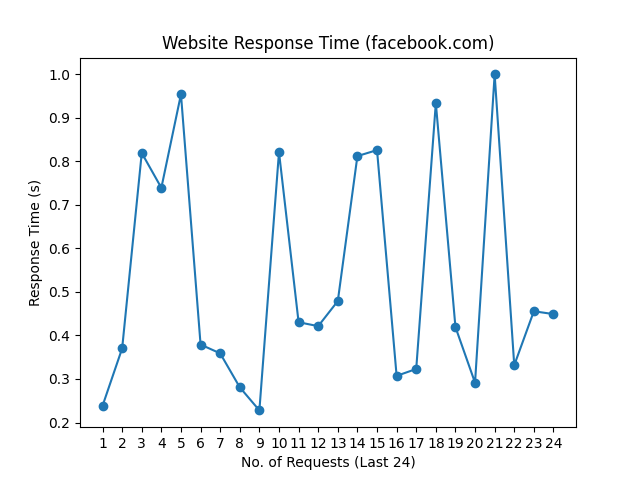 Website Response Time (facebook.com)
1.0
0.9
0.8
0.7
0.6
0.5
0.4
0.3
0.2
Response Time (s)
1 2 3 4 5 6 7 8 9 10 11 12 13 14 15 16 17 18 19 20 21 22 23 24
No. of Requests (Last 24)